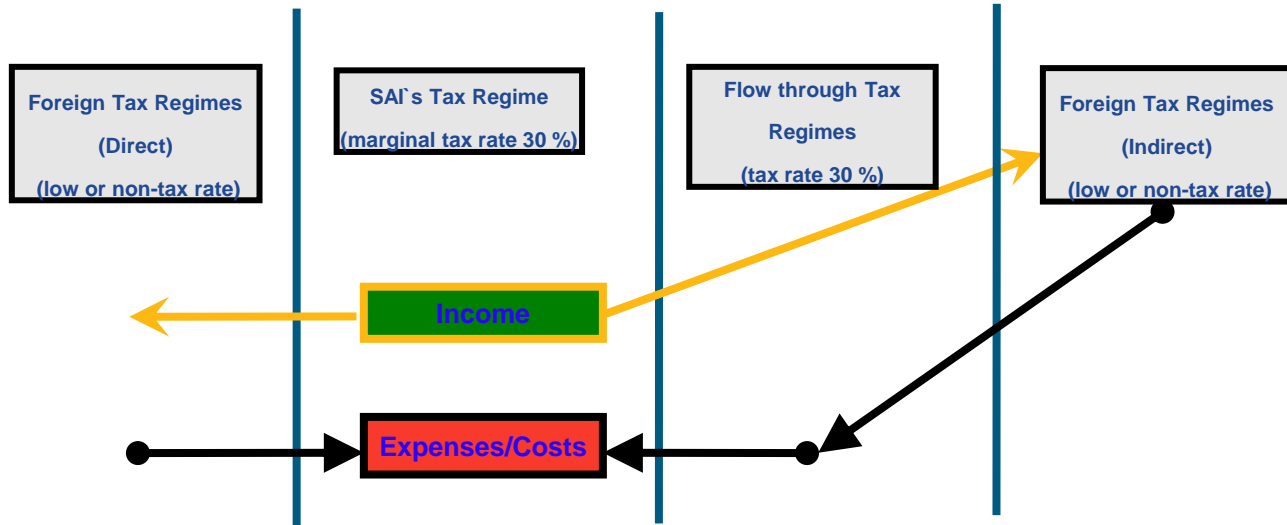 Foreign Tax Regimes
(Direct)
(low or non-tax rate)
SAI`s Tax Regime
(marginal tax rate 30 %)
Flow through Tax
Regimes
(tax rate 30 %)
Foreign Tax Regimes
(Indirect)
(low or non-tax rate)
Income
Expenses/Costs